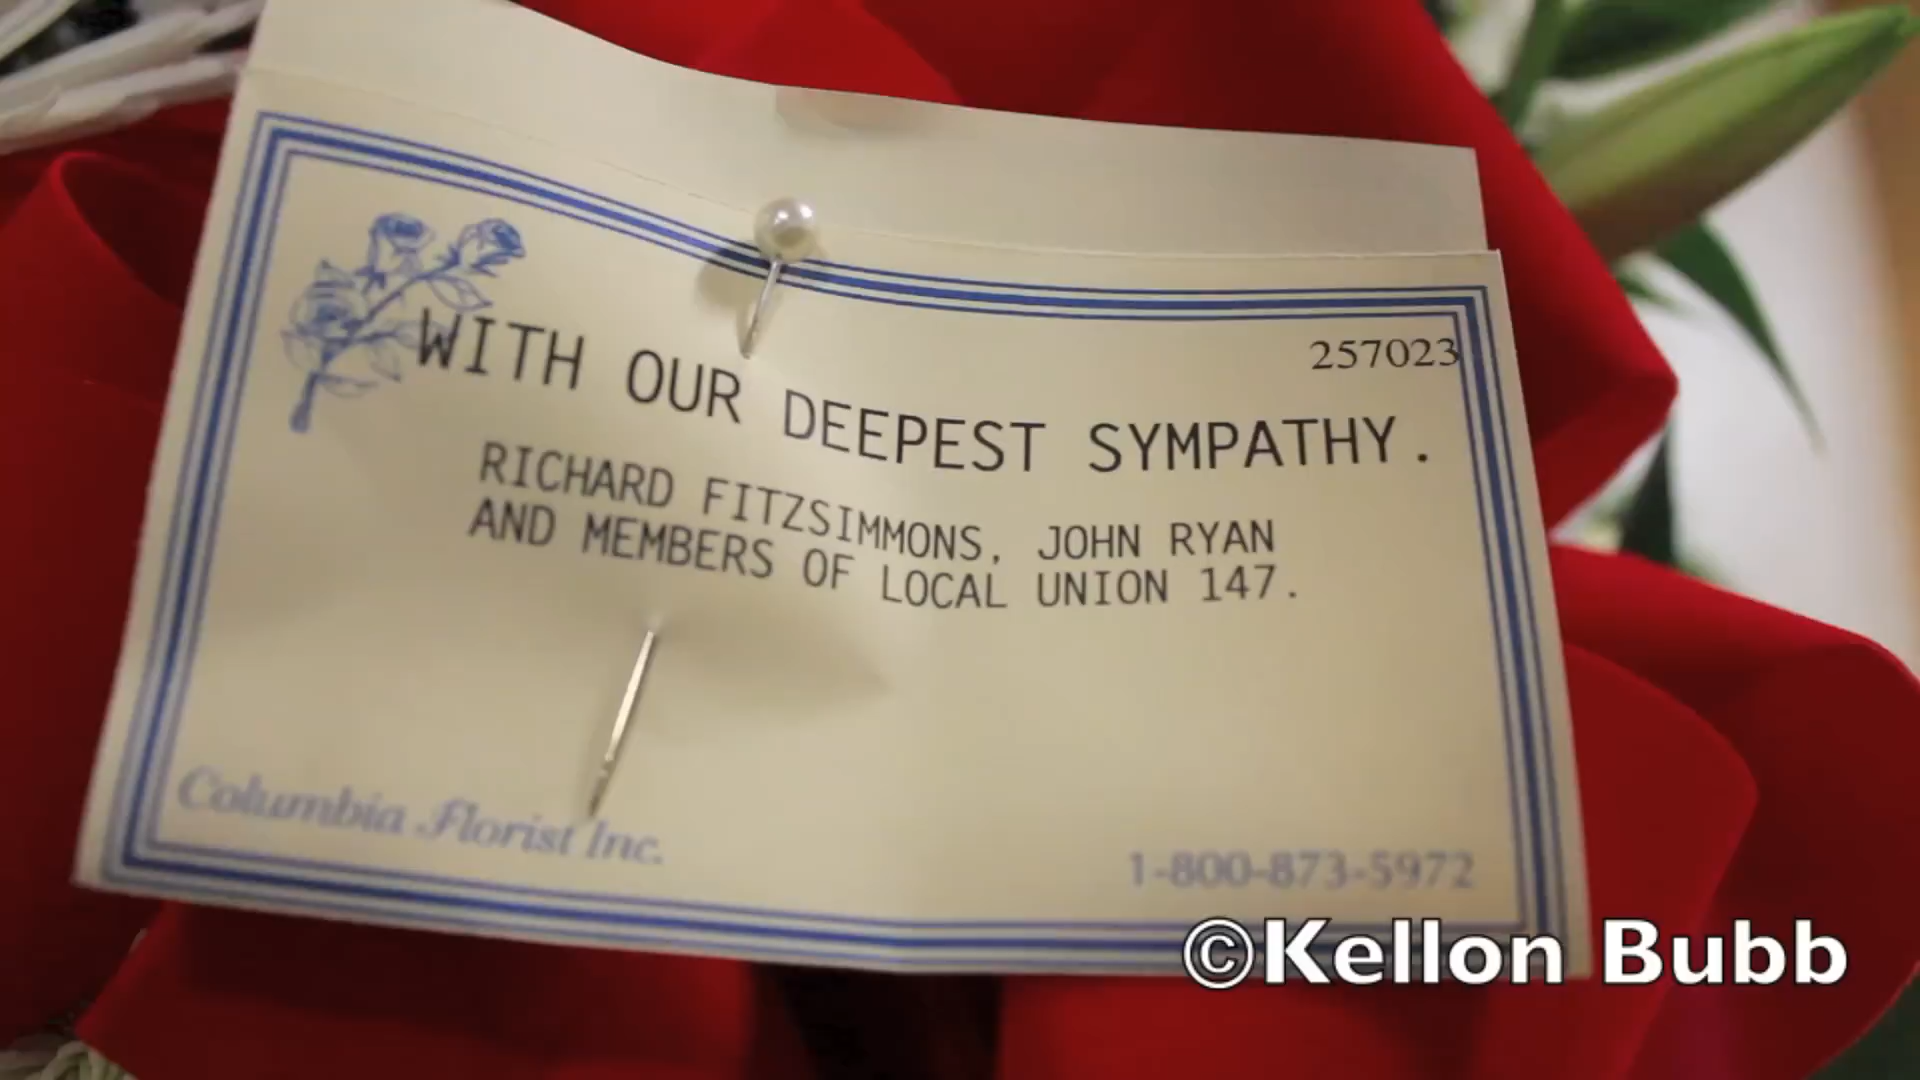 257023
WITH OUR DEEPEST SYMPATHY.
RICHARD FITZSIMMONS, JOHN RYAN
AND MEMBERS OF LOCAL UNION 147.
Columbia Florist Inc.
1-800-873-5972
©Kellon Bubb